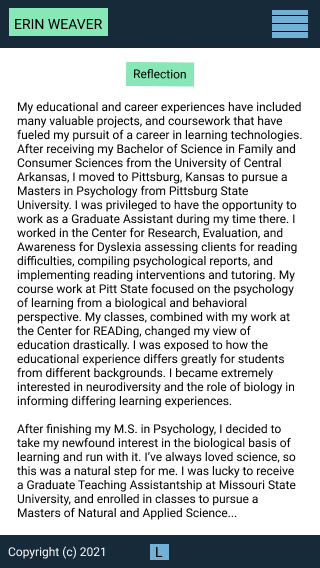 ERIN WEAVER
Reflection
My educational and career experiences have included
many valuable projects, and coursework that have
fueled my pursuit of a career in learning technologies.
After receiving my Bachelor of Science in Family and
Consumer Sciences from the University of Central
Arkansas, I moved to Pittsburg, Kansas to pursue a
Masters in Psychology from Pittsburg State
University. I was privileged to have the opportunity to
work as a Graduate Assistant during my time there. I
worked in the Center for Research, Evaluation, and
Awareness for Dyslexia assessing clients for reading
difficulties, compiling psychological reports, and
implementing reading interventions and tutoring. My
course work at Pitt State focused on the psychology
of learning from a biological and behavioral
perspective. My classes, combined with my work at
the Center for READing, changed my view of
education drastically. I was exposed to how the
educational experience differs greatly for students
from different backgrounds. I became extremely
interested in neurodiversity and the role of biology in
informing differing learning experiences.
After finishing my M.S. in Psychology, I decided to
take my newfound interest in the biological basis of
learning and run with it. I've always loved science, so
this was a natural step for me. I was lucky to receive
a Graduate Teaching Assistantship at Missouri State
University, and enrolled in classes to pursue a
Masters of Natural and Applied Science...
Copyright (c) 2021
L